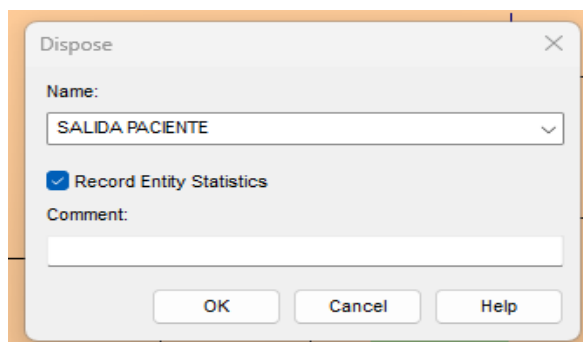 Dispose
Name:
SALIDA PACIENTE
Record Entity Statistics
Comment:
OK Cancel Help